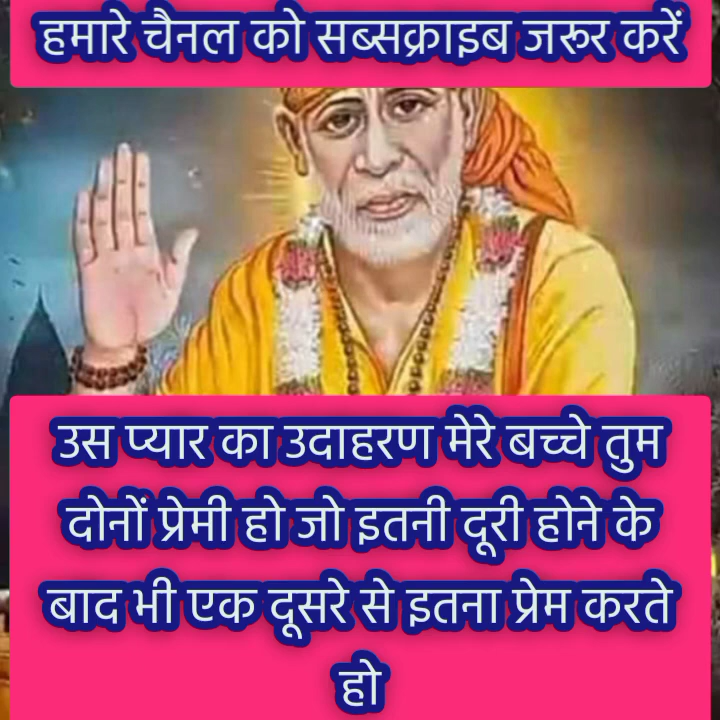 हमारे चैनल को सब्सक्राइब जरूर करें
उस प्यार का उदाहरण मेरे बच्चे तुम
दोनों प्रेमी हो जो इतनी दूरी होने के
बाद भी एक दूसरे से इतना प्रेम करते
हो